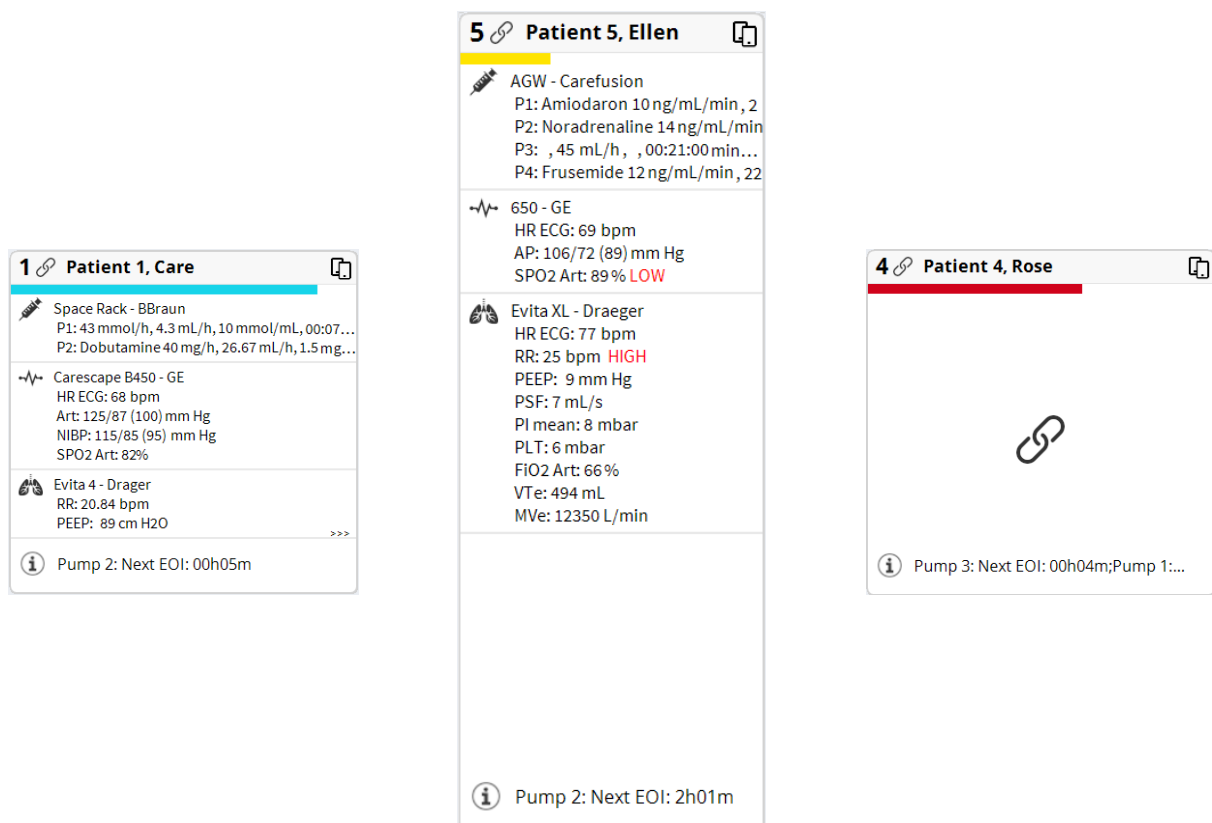 1 Patient 1, Care
Space Rack - BBraun
P1: 43 mmol/h, 4.3 mL/h, 10 mmol/mL, 00:07...
P2: Dobutamine 40 mg/h, 26.67 mL/h, 1.5 mg...
Carescape B450 - GE
HR ECG: 68 bpm
Art: 125/87 (100) mm Hg
NIBP: 115/85 (95) mm Hg
SPO2 Art: 82%
Evita 4 - Drager
RR: 20.84 bpm
PEEP: 89 cm H2O
>>>
Pump 2: Next EOI: 00h05m
5 Patient 5, Ellen
AGW - Carefusion
P1: Amiodaron 10 ng/mL/min , 2
P2: Noradrenaline 14 ng/mL/min
P3: , 45 mL/h, , 00:21:00 min...
P4: Frusemide 12 ng/mL/min, 22
650 - GE
HR ECG: 69 bpm
AP: 106/72 (89) mm Hg
SPO2 Art: 89% LOW
Evita XL - Draeger
HR ECG: 77 bpm
RR: 25 bpm HIGH
PEEP: 9 mm Hg
PSF: 7 mL/s
PI mean: 8 mbar
PLT: 6 mbar
FiO2 Art: 66%
VTe: 494 mL
MVe: 12350 L/min
Pump 2: Next EOI: 2h01m
4 Patient 4, Rose
Pump 3: Next EOI: 00h04m;Pump 1:...